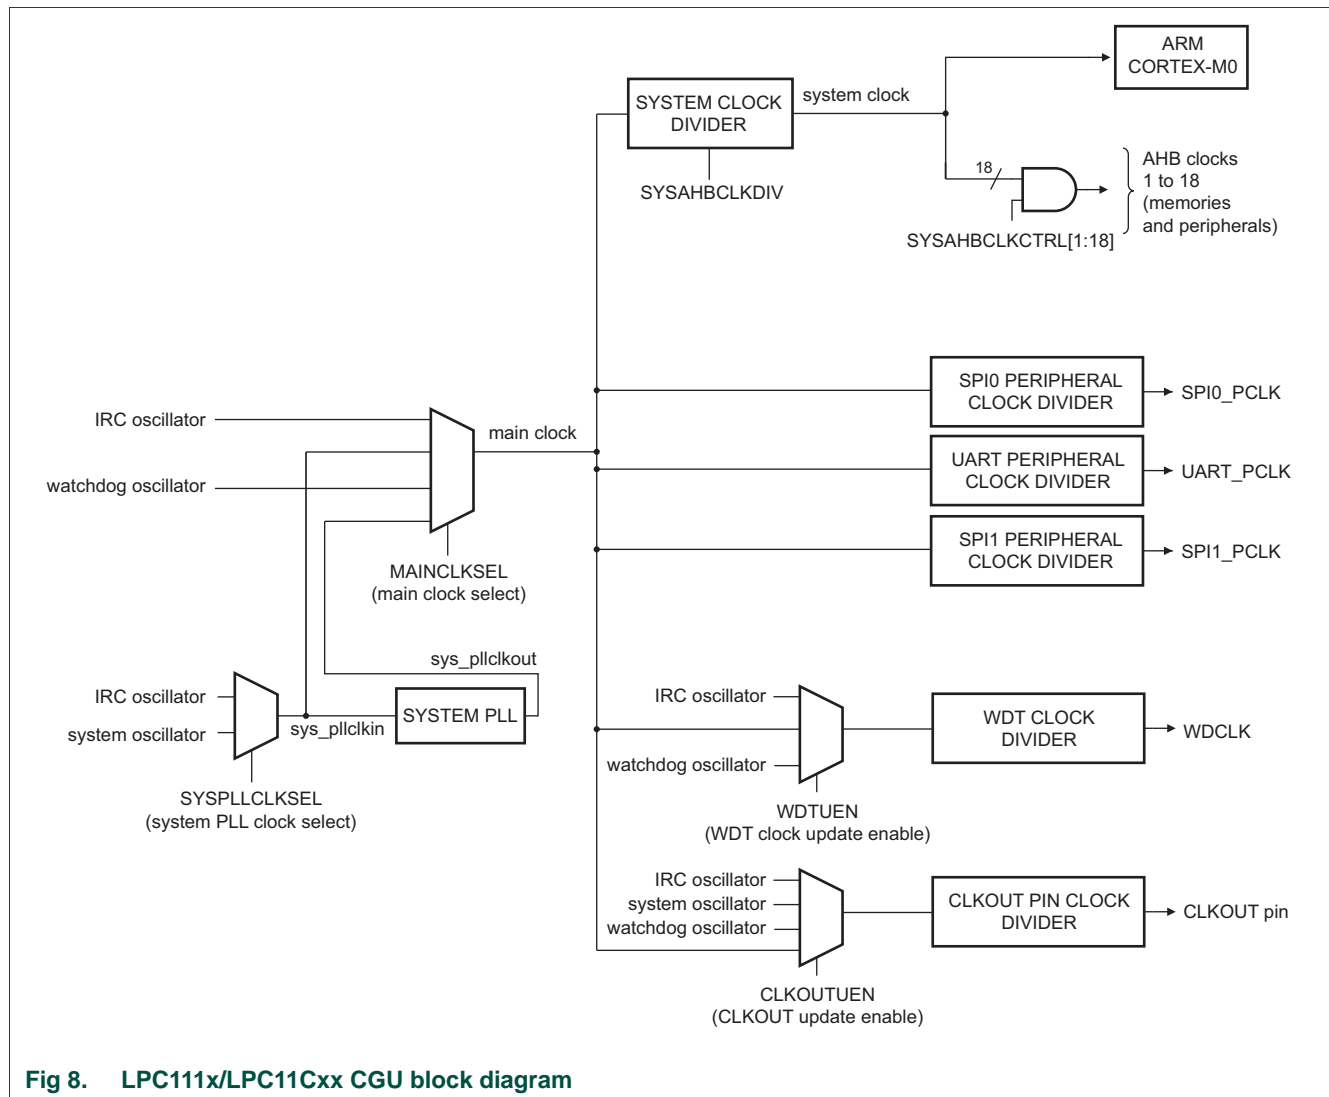 ARM
CORTEX-M0
SYSTEM CLOCK
DIVIDER
system clock
SYSAHBCLKDIV
18
AHB clocks
1 to 18
(memories
and peripherals)
SYSAHBCLKCTRL[1:18]
SPI0 PERIPHERAL
CLOCK DIVIDER
SPI0_PCLK
IRC oscillator
main clock
watchdog oscillator
UART PERIPHERAL
CLOCK DIVIDER
UART_PCLK
SPI1 PERIPHERAL
CLOCK DIVIDER
SPI1_PCLK
MAINCLKSEL
(main clock select)
sys_pllclkout
IRC oscillator
system oscillator
sys_pllclkin
SYSTEM PLL
SYSPLLCLKSEL
(system PLL clock select)
IRC oscillator
watchdog oscillator
WDT CLOCK
DIVIDER
WDCLK
WDTUEN
(WDT clock update enable)
IRC oscillator
system oscillator
watchdog oscillator
CLKOUT PIN CLOCK
DIVIDER
CLKOUT pin
CLKOUTUEN
(CLKOUT update enable)
Fig 8. LPC111x/LPC11Cxx CGU block diagram